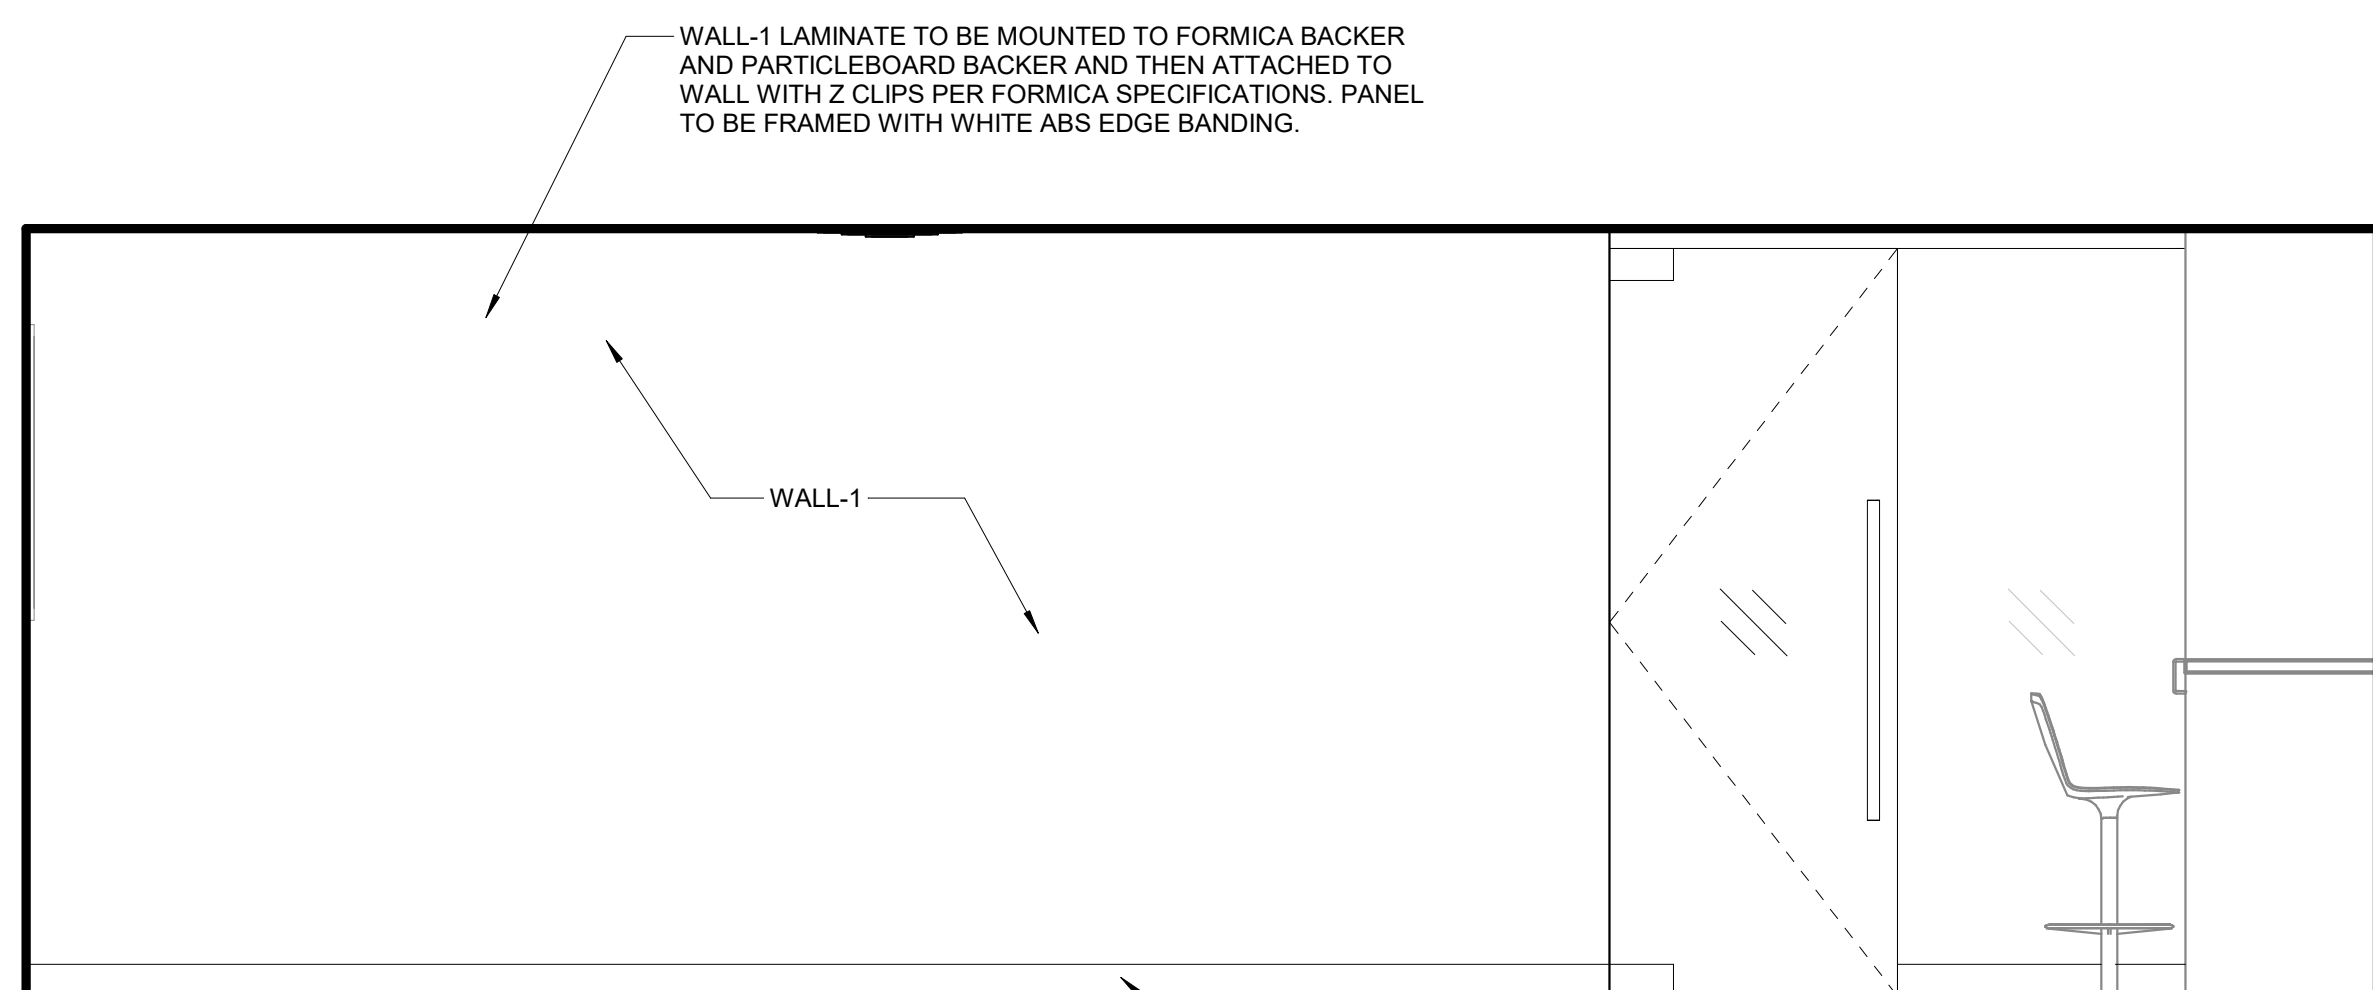 WALL-1 LAMINATE TO BE MOUNTED TO FORMICA BACKER
AND PARTICLEBOARD BACKER AND THEN ATTACHED TO
WALL WITH Z CLIPS PER FORMICA SPECIFICATIONS. PANEL
TO BE FRAMED WITH WHITE ABS EDGE BANDING.
WALL-1